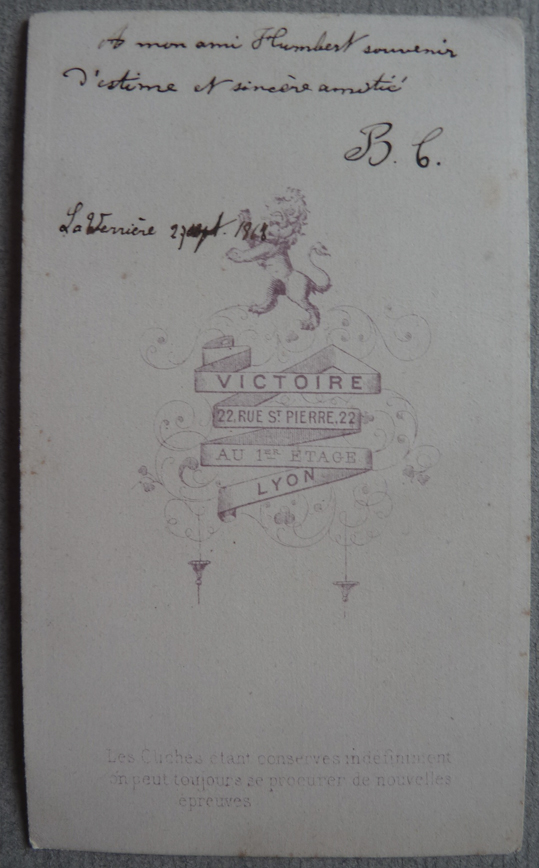 A mon ami Humbert souvenir
d'estime et sincère amitié
B. C.
La Verrière 27 sept. 1868
VICTOIRE
22, RUE ST PIERRE, 22
AU 1ER ETAGE
LYON
Les Clichés étant conservés indéfiniment
on peut toujours se procurer de nouvelles
épreuves